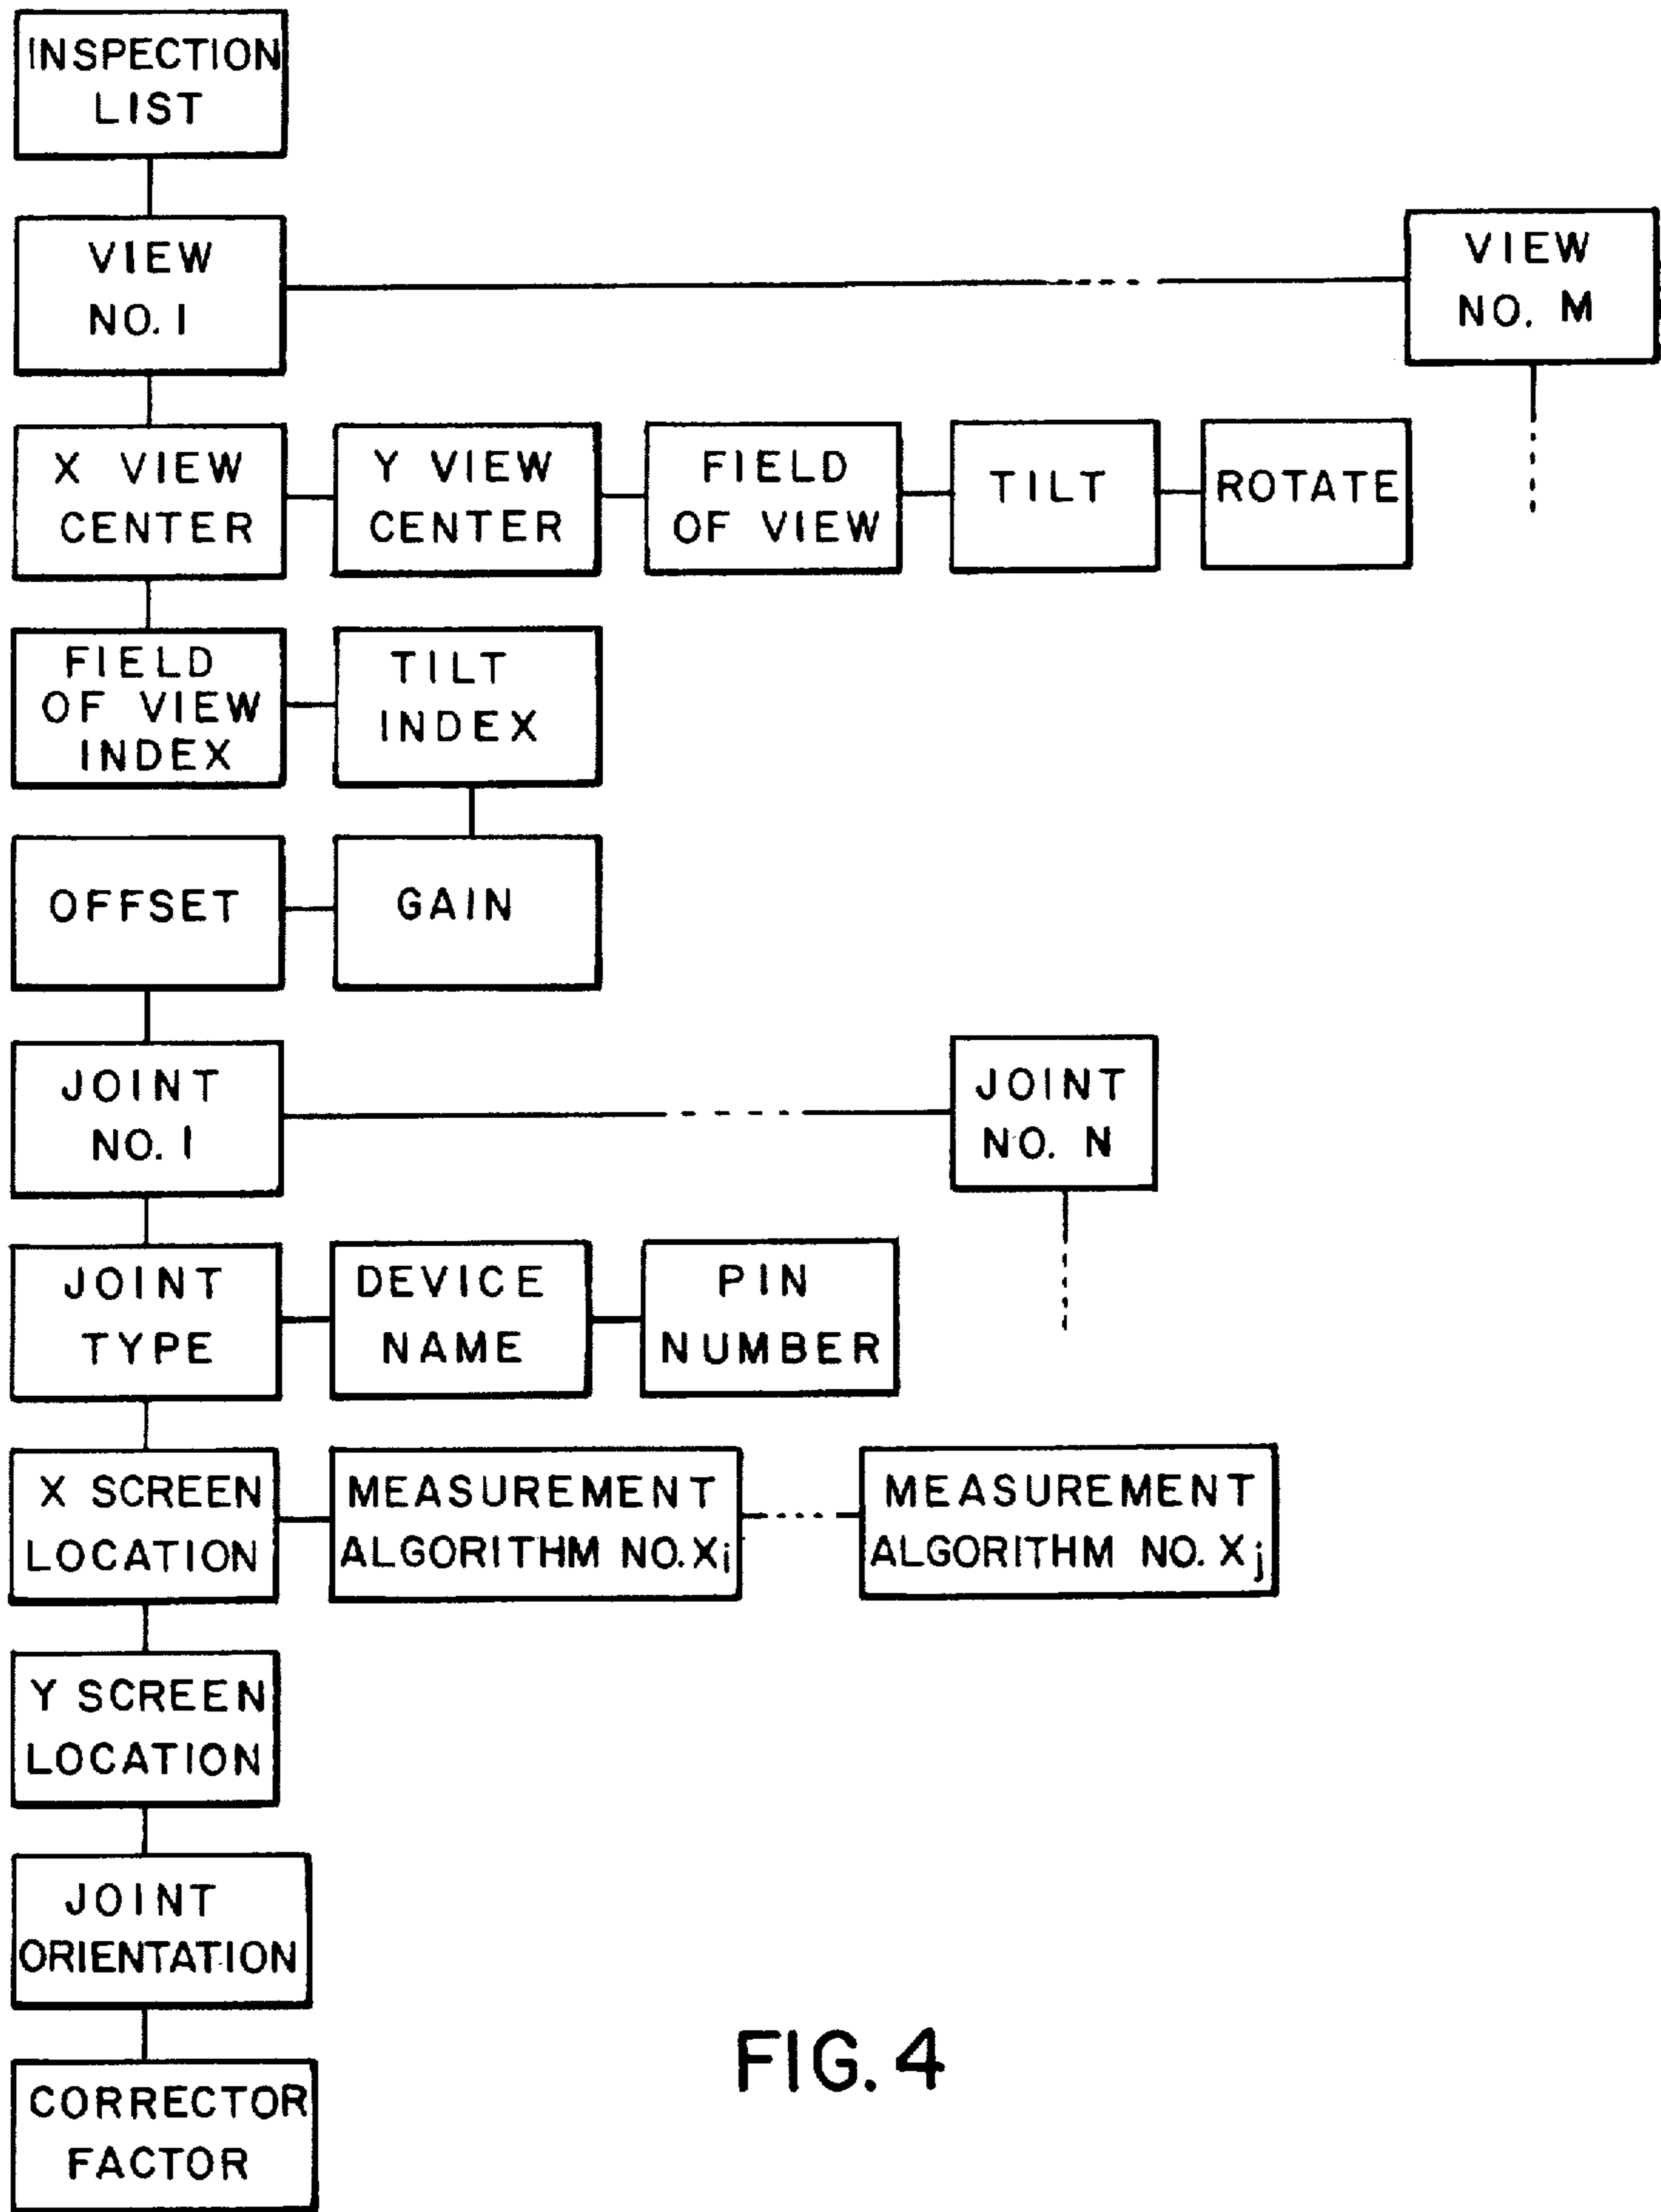 INSPECTION
LIST
VIEW
NO. 1
VIEW
NO. M
X VIEW
CENTER
Y VIEW
CENTER
FIELD
OF VIEW
TILT
ROTATE
FIELD
OF VIEW
INDEX
TILT
INDEX
OFFSET
GAIN
JOINT
NO. 1
JOINT
NO. N
JOINT
TYPE
DEVICE
NAME
PIN
NUMBER
X SCREEN
LOCATION
MEASUREMENT
ALGORITHM NO. Xi
MEASUREMENT
ALGORITHM NO. Xj
Y SCREEN
LOCATION
JOINT
ORIENTATION
CORRECTOR
FACTOR
FIG. 4